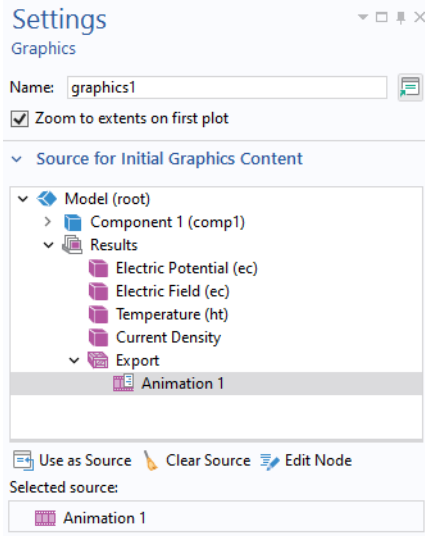 Settings
Graphics
Name: graphics1
Zoom to extents on first plot
Source for Initial Graphics Content
Model (root)
Component 1 (comp1)
Results
Electric Potential (ec)
Electric Field (ec)
Temperature (ht)
Current Density
Export
Animation 1
Use as Source Clear Source Edit Node
Selected source:
Animation 1